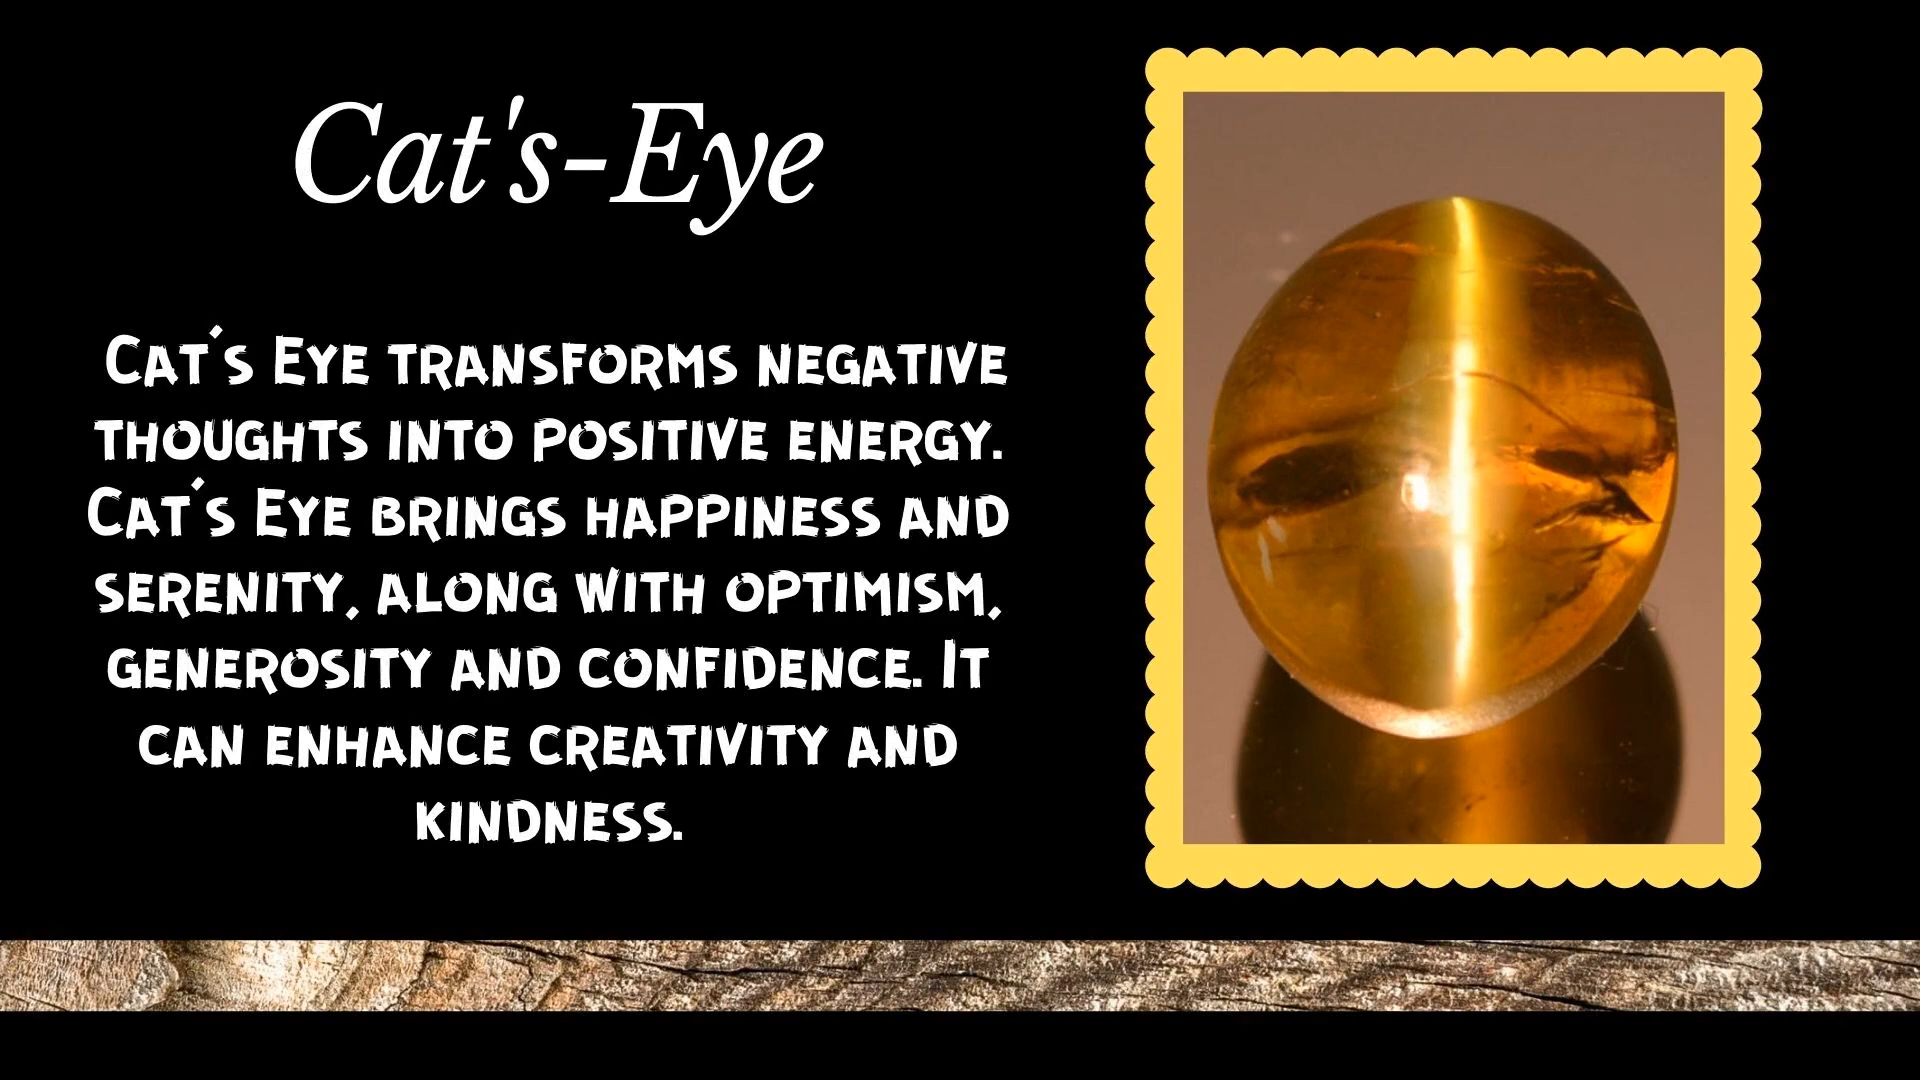 Cat's-Eye
Cat's Eye transforms negative
thoughts into positive energy.
Cat's Eye brings happiness and
serenity, along with optimism,
generosity and confidence. It
can enhance creativity and
kindness.